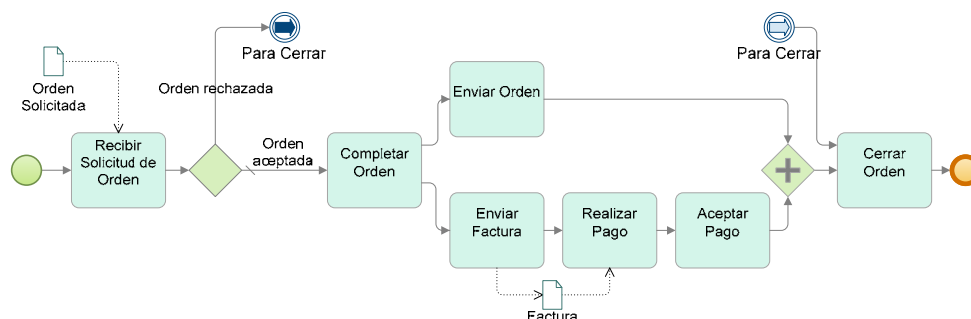 Para Cerrar
Para Cerrar
Orden
Solicitada
Orden rechazada
Enviar Orden
Recibir
Solicitud de
Orden
Orden
aceptada
Completar
Orden
Cerrar
Orden
Enviar
Factura
Realizar
Pago
Aceptar
Pago
Factura